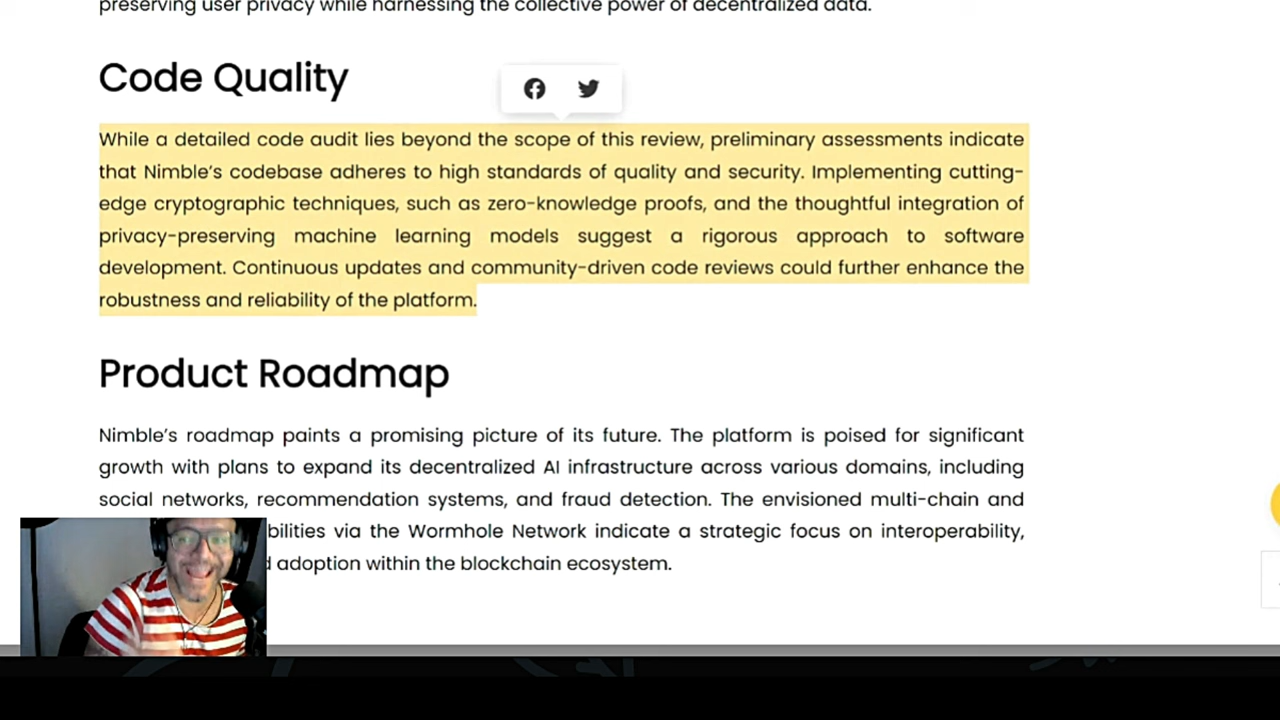 preserving user privacy while harnessing the collective power of decentralized data.
Code Quality
While a detailed code audit lies beyond the scope of this review, preliminary assessments indicate
that Nimble's codebase adheres to high standards of quality and security. Implementing cutting-
edge cryptographic techniques, such as zero-knowledge proofs, and the thoughtful integration of
privacy-preserving machine learning models suggest a rigorous approach to software
development. Continuous updates and community-driven code reviews could further enhance the
robustness and reliability of the platform.
Product Roadmap
Nimble's roadmap paints a promising picture of its future. The platform is poised for significant
growth with plans to expand its decentralized AI infrastructure across various domains, including
social networks, recommendation systems, and fraud detection. The envisioned multi-chain and
via the Wormhole Network indicate a strategic focus on interoperability,
adoption within the blockchain ecosystem.